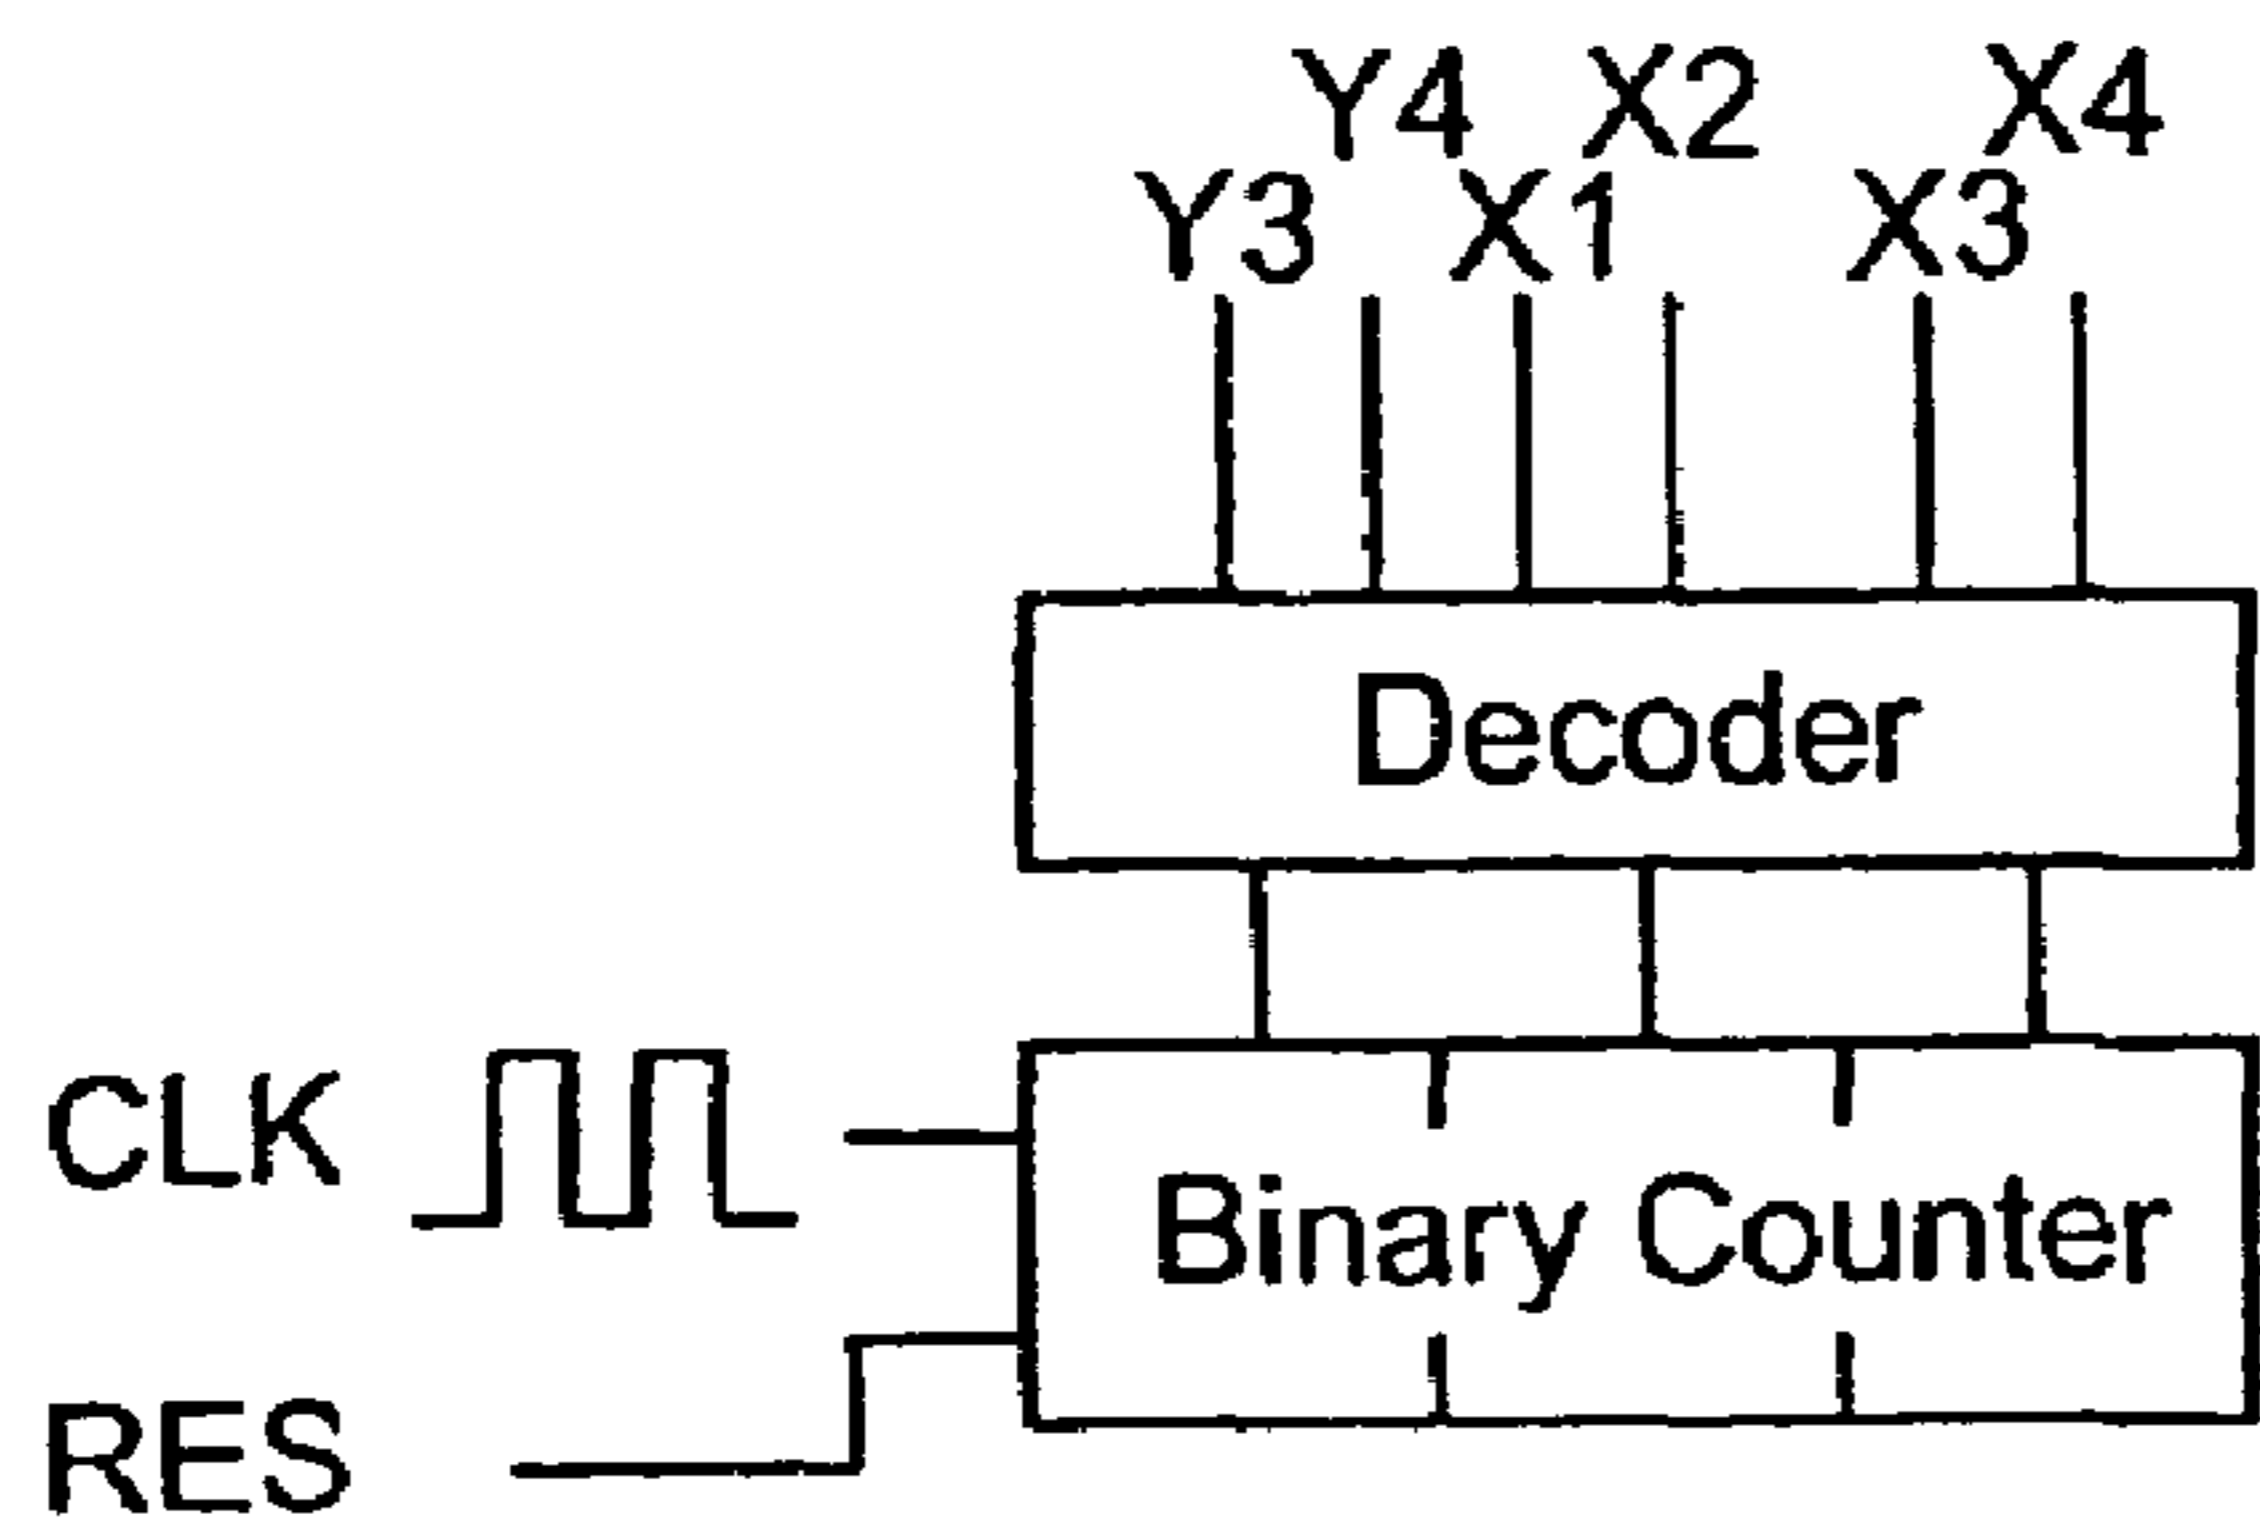 Y4 X2 X4
Y3 X1 X3
Decoder
CLK
Binary Counter
RES